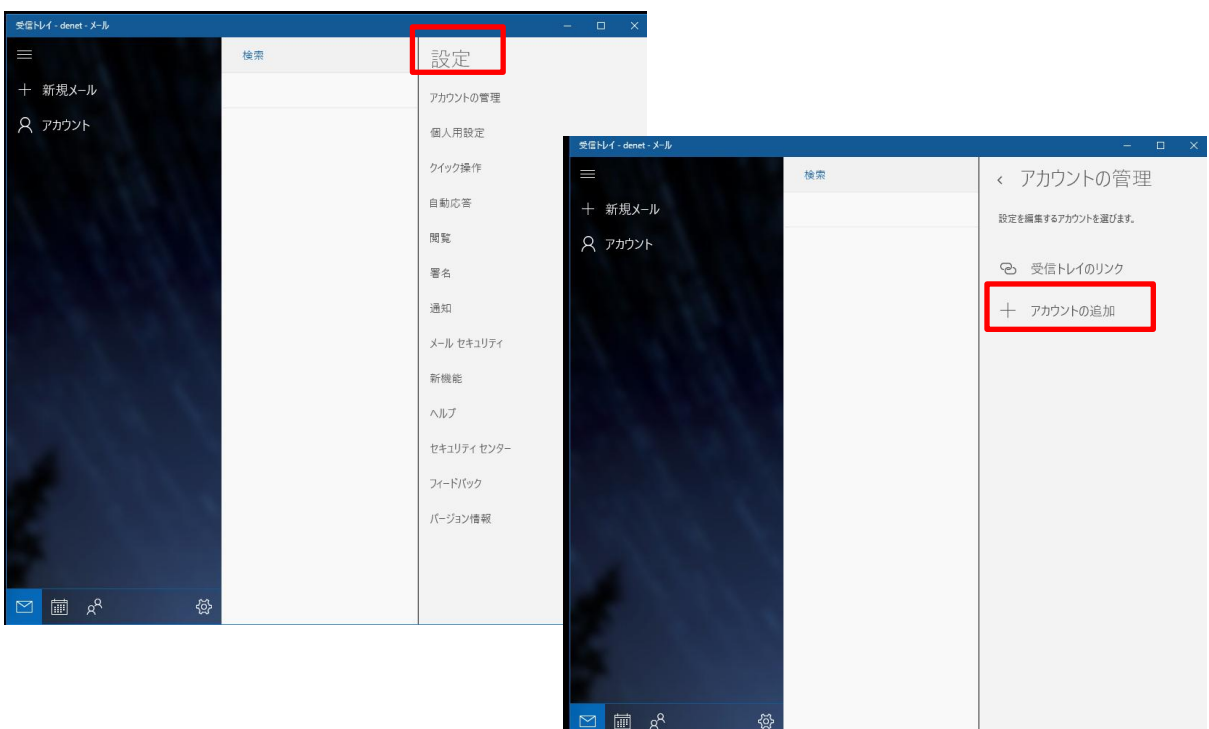 受信トレイ - denet - メール
新規メール
アカウント
検索
設定
アカウントの管理
個人用設定
クイック操作
自動応答
閲覧
署名
通知
メール セキュリティ
新機能
ヘルプ
セキュリティ センター
フィードバック
バージョン情報
受信トレイ - denet - メール
新規メール
アカウント
検索
アカウントの管理
設定を編集するアカウントを選びます。
受信トレイのリンク
アカウントの追加